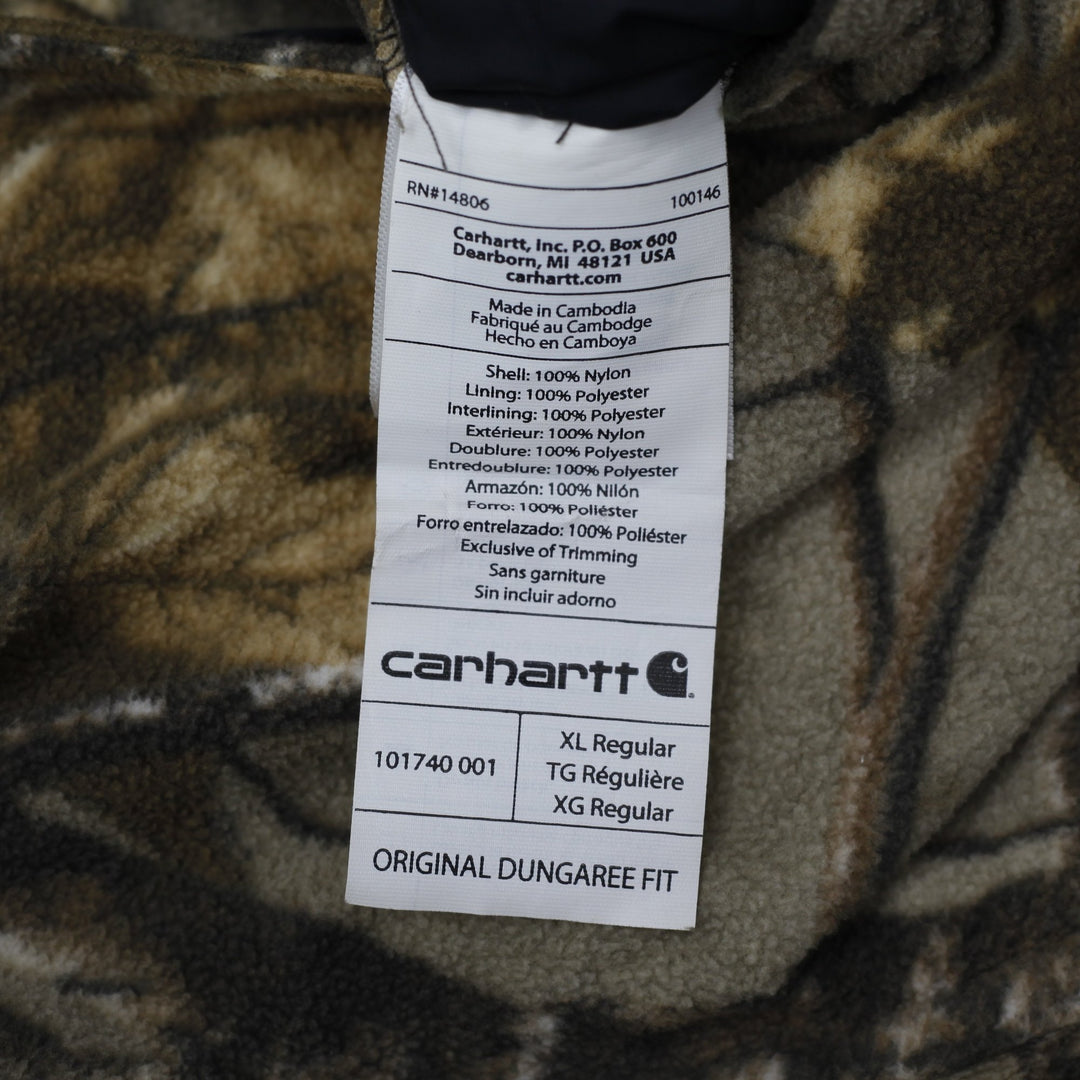 RN#14806 100146
Carhartt, Inc. P.O. Box 600
Dearborn, MI 48121 USA
carhartt.com
Made in Cambodia
Fabriqué au Cambodge
Hecho en Camboya
Shell: 100% Nylon
Lining: 100% Polyester
Interlining: 100% Polyester
Extérieur: 100% Nylon
Doublure: 100% Polyester
Entredoublure: 100% Polyester
Armazón: 100% Nilón
Forro: 100% Poliéster
Forro entrelazado: 100% Poliéster
Exclusive of Trimming
Sans garniture
Sin incluir adorno
carhartt
101740 001
XL Regular
TG Régulière
XG Regular
ORIGINAL DUNGAREE FIT